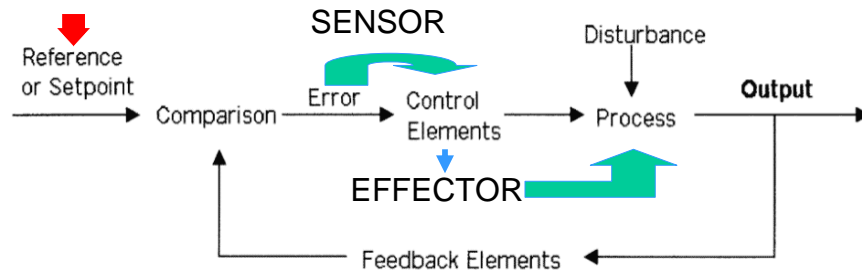 SENSOR
Disturbance
Reference
or Setpoint
Output
Comparison
Error
Control
Elements
Process
EFFECTOR
Feedback Elements